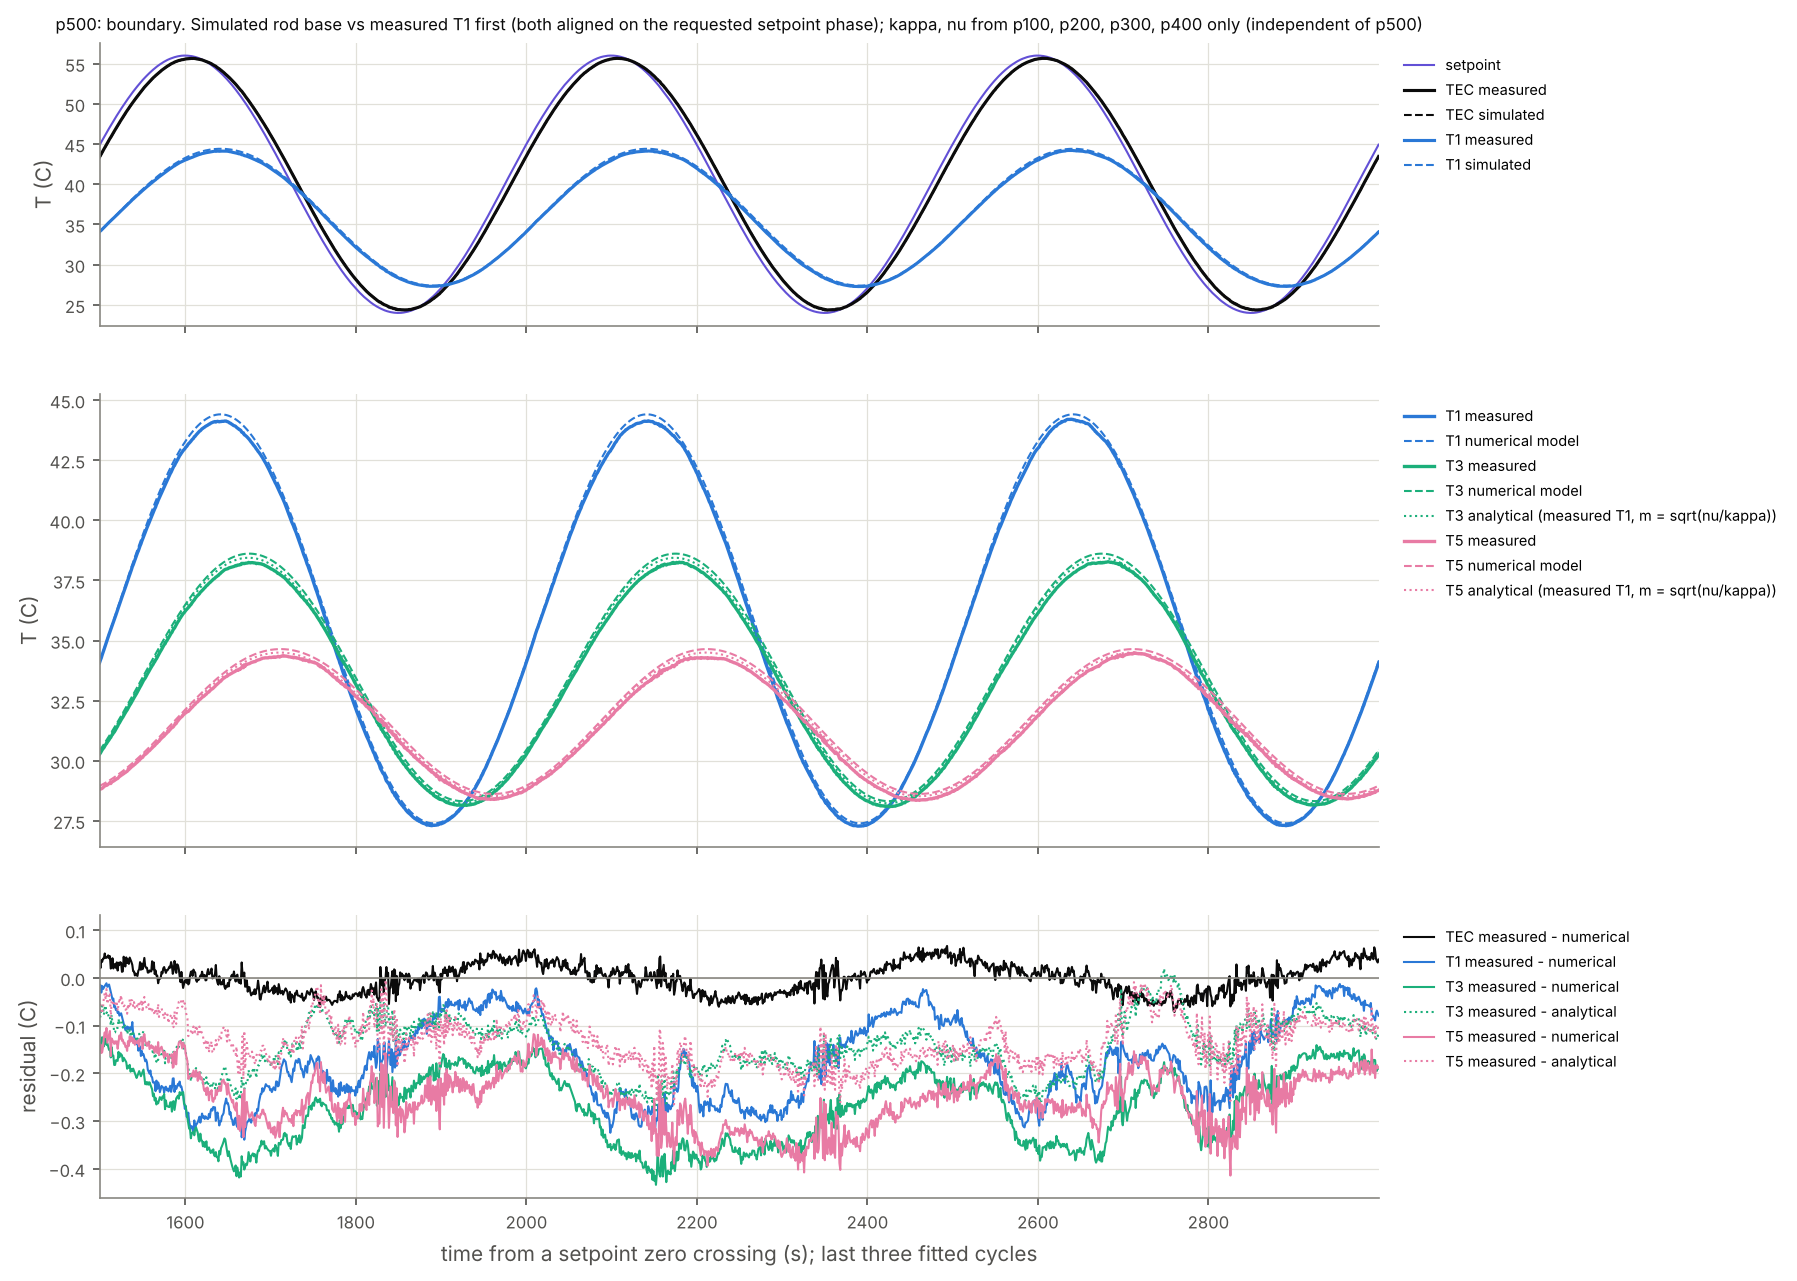 p500: boundary. Simulated rod base vs measured T1 first (both aligned on the requested setpoint phase); kappa, nu from p100, p200, p300, p400 only (independent of p500)
T (C)
55
50
45
40
35
30
25
setpoint
TEC measured
TEC simulated
T1 measured
T1 simulated
T (C)
45.0
42.5
40.0
37.5
35.0
32.5
30.0
27.5
T1 measured
T1 numerical model
T3 measured
T3 numerical model
T3 analytical (measured T1, m = sqrt(nu/kappa))
T5 measured
T5 numerical model
T5 analytical (measured T1, m = sqrt(nu/kappa))
residual (C)
0.1
0.0
−0.1
−0.2
−0.3
−0.4
TEC measured - numerical
T1 measured - numerical
T3 measured - numerical
T3 measured - analytical
T5 measured - numerical
T5 measured - analytical
1600 1800 2000 2200 2400 2600 2800
time from a setpoint zero crossing (s); last three fitted cycles